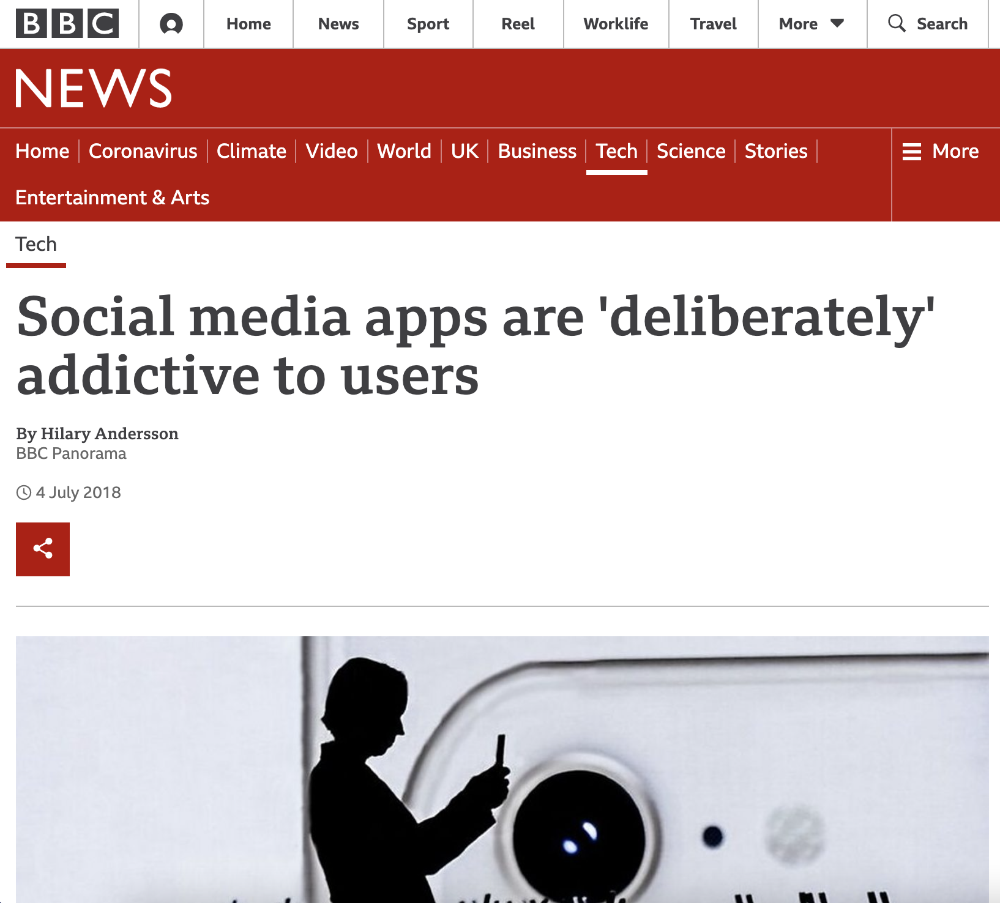 BBC Home News Sport Reel Worklife Travel More Search
NEWS
Home Coronavirus Climate Video World UK Business Tech Science Stories More
Entertainment & Arts
Tech
Social media apps are 'deliberately'
addictive to users
By Hilary Andersson
BBC Panorama
4 July 2018